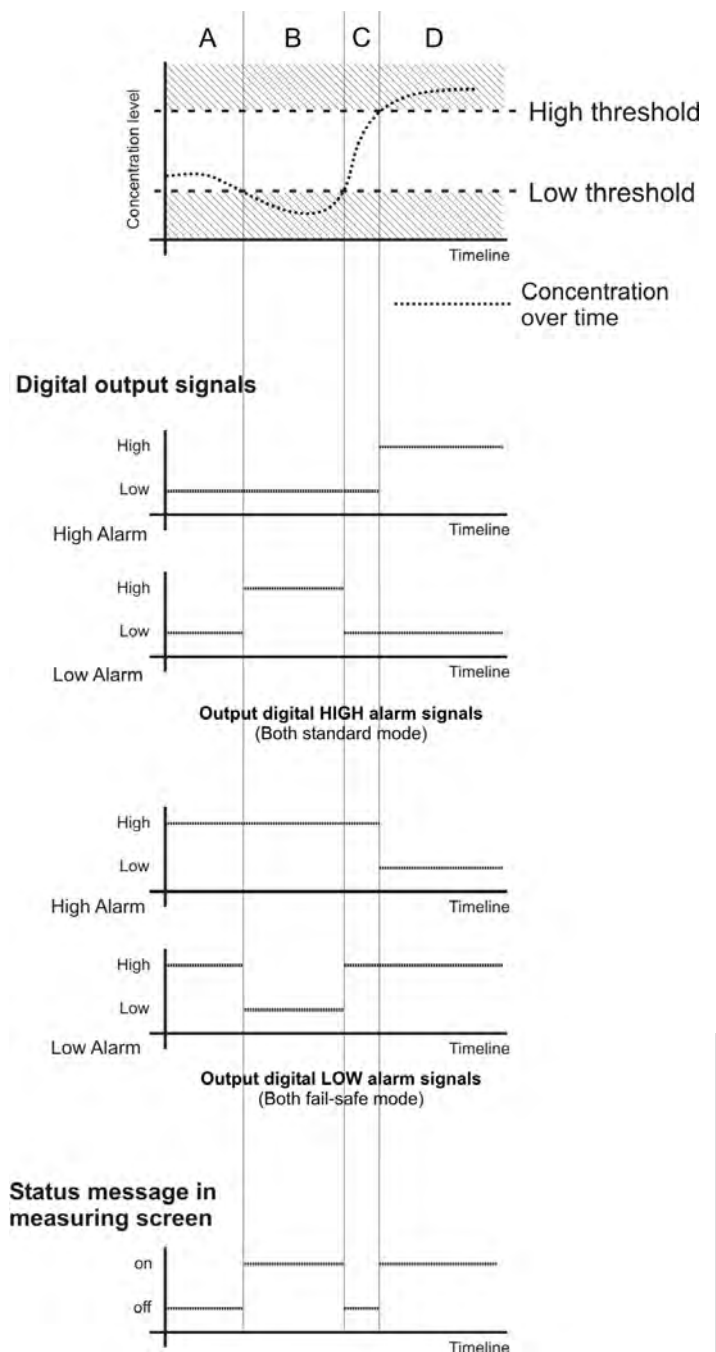 A B C D
Concentration level
High threshold
Low threshold
Timeline
Concentration
over time
Digital output signals
High
Low
High Alarm
Timeline
High
Low
Low Alarm
Timeline
Output digital HIGH alarm signals
(Both standard mode)
High
Low
High Alarm
Timeline
High
Low
Low Alarm
Timeline
Output digital LOW alarm signals
(Both fail-safe mode)
Status message in
measuring screen
on
off
Timeline